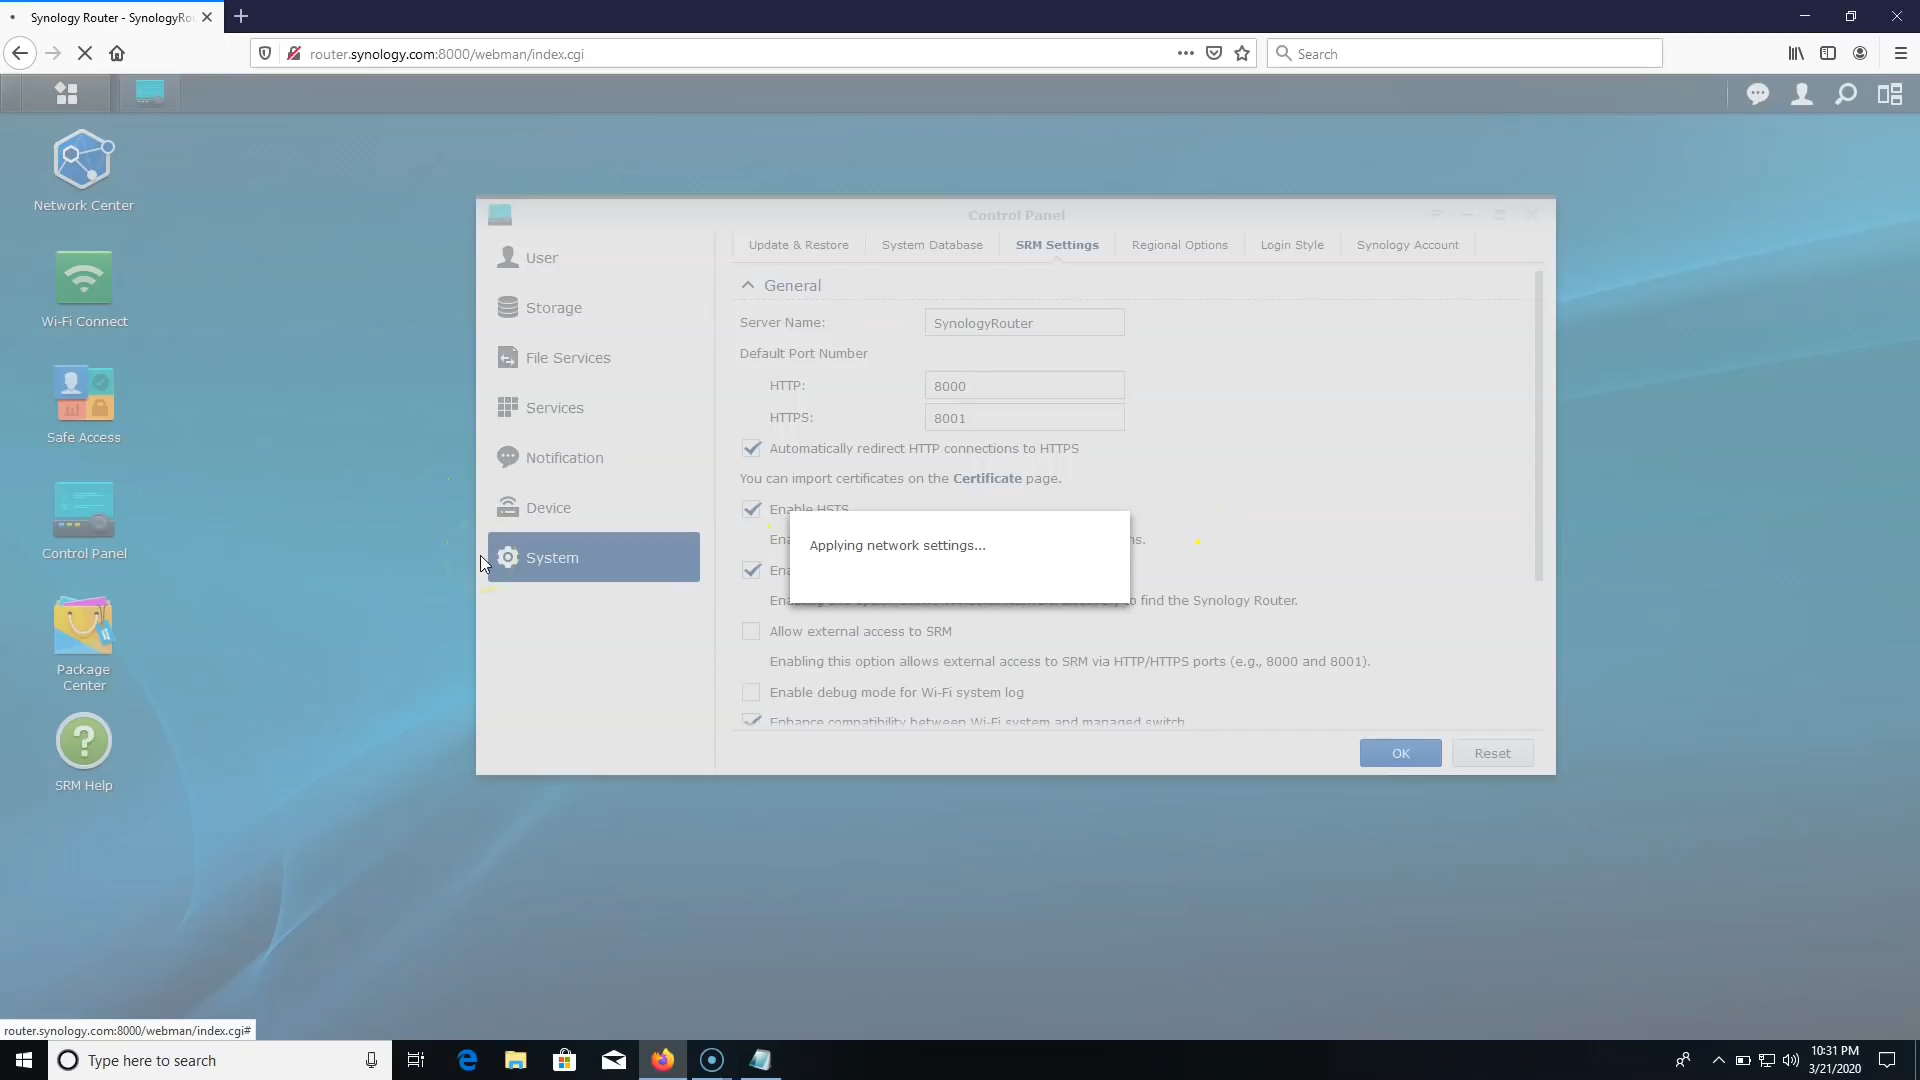 Synology Router - SynologyRo
router.synology.com:8000/webman/index.cgi
Search
Network Center
Wi-Fi Connect
Safe Access
Control Panel
Package
Center
SRM Help
Control Panel
User
Storage
File Services
Services
Notification
Device
System
Update & Restore
System Database
SRM Settings
Regional Options
Login Style
Synology Account
General
Server Name:
SynologyRouter
Default Port Number
HTTP:
8000
HTTPS:
8001
Automatically redirect HTTP connections to HTTPS
You can import certificates on the Certificate page.
Enable HSTS
Applying network settings...
to find the Synology Router.
Allow external access to SRM
Enabling this option allows external access to SRM via HTTP/HTTPS ports (e.g., 8000 and 8001).
Enable debug mode for Wi-Fi system log
Enhance compatibility between Wi-Fi system and managed switch
OK
Reset
router.synology.com:8000/webman/index.cgi#
Type here to search
10:31 PM
3/21/2020